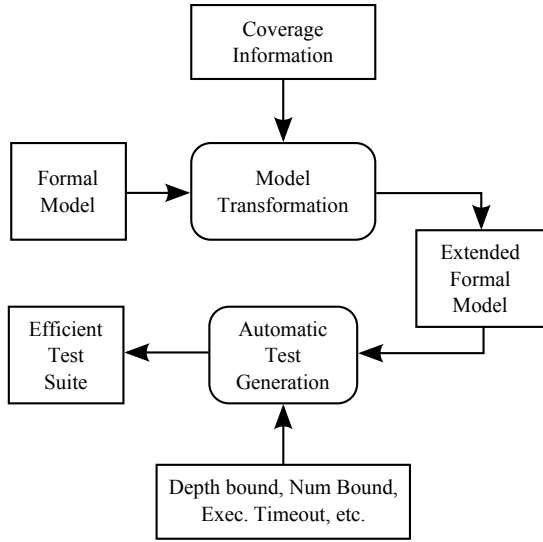 Coverage
Information
Formal
Model
Model
Transformation
Extended
Formal
Model
Efficient
Test
Suite
Automatic
Test
Generation
Depth bound, Num Bound,
Exec. Timeout, etc.